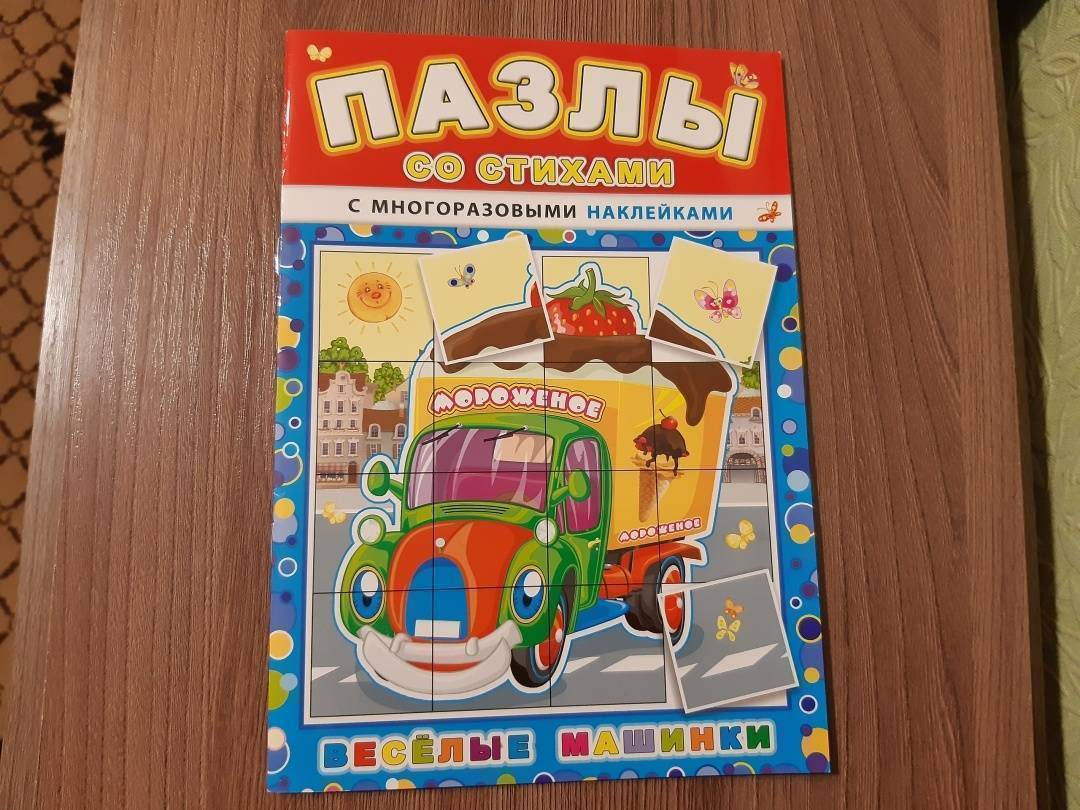 ПАЗЛЫ
СО СТИХАМИ
С МНОГОРАЗОВЫМИ НАКЛЕЙКАМИ
МОРОЖЕНОЕ
МОРОЖЕНОЕ
ВЕСЁЛЫЕ МАШИНКИ